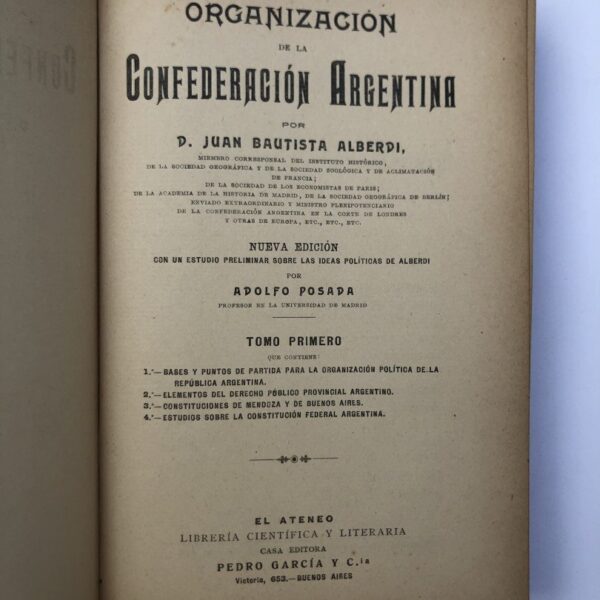 ORGANIZACIÓN
DE LA
CONFEDERACIÓN ARGENTINA
POR
D. JUAN BAUTISTA ALBERDI,
MIEMBRO CORRESPONSAL DEL INSTITUTO HISTÓRICO,
DE LA SOCIEDAD GEOGRÁFICA Y DE LA SOCIEDAD ZOOLÓGICA Y DE ACLIMATACIÓN
DE FRANCIA;
DE LA SOCIEDAD DE LOS ECONOMISTAS DE PARIS;
DE LA ACADEMIA DE LA HISTORIA DE MADRID, DE LA SOCIEDAD GEOGRÁFICA DE BERLÍN;
ENVIADO EXTRAORDINARIO Y MINISTRO PLENIPOTENCIARIO
DE LA CONFEDERACIÓN ARGENTINA EN LA CORTE DE LONDRES
Y OTRAS DE EUROPA, ETC., ETC., ETC.
NUEVA EDICIÓN
CON UN ESTUDIO PRELIMINAR SOBRE LAS IDEAS POLÍTICAS DE ALBERDI
POR
ADOLFO POSADA
PROFESOR EN LA UNIVERSIDAD DE MADRID
TOMO PRIMERO
QUE CONTIENE:
1.°—BASES Y PUNTOS DE PARTIDA PARA LA ORGANIZACIÓN POLÍTICA DE LA
REPÚBLICA ARGENTINA.
2.°—ELEMENTOS DEL DERECHO PÚBLICO PROVINCIAL ARGENTINO.
3.°—CONSTITUCIONES DE MENDOZA Y DE BUENOS AIRES.
4.°—ESTUDIOS SOBRE LA CONSTITUCIÓN FEDERAL ARGENTINA.
EL ATENEO
LIBRERÍA CIENTÍFICA Y LITERARIA
CASA EDITORA
PEDRO GARCÍA Y C.ia
Victoria, 653.—BUENOS AIRES